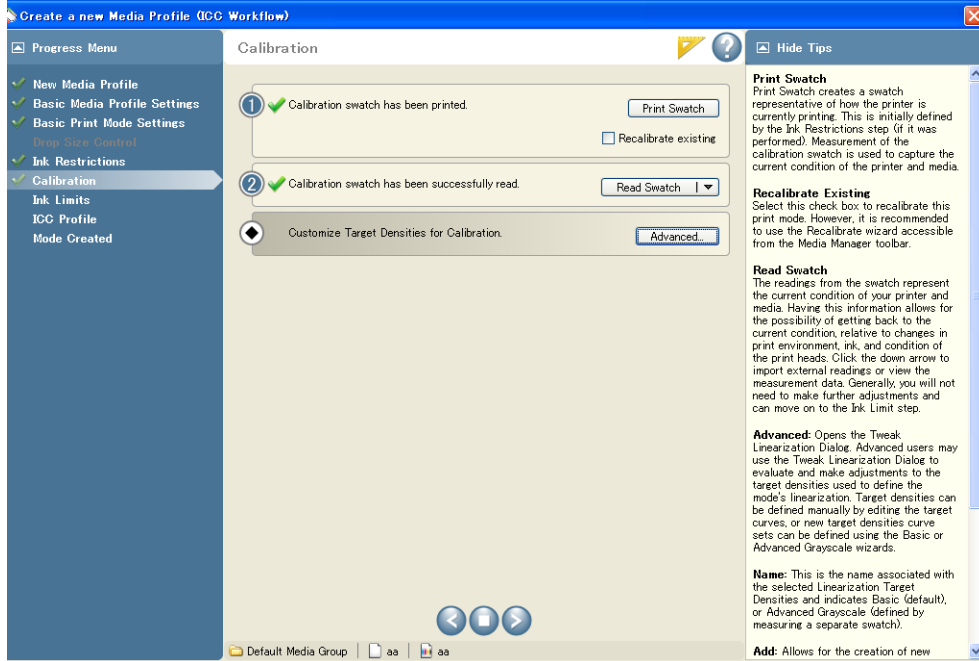 Create a new Media Profile (ICC Workflow)
Progress Menu
New Media Profile
Basic Media Profile Settings
Basic Print Mode Settings
Drop Size Control
Ink Restrictions
Calibration
Ink Limits
ICC Profile
Mode Created
Calibration
?
1
Calibration swatch has been printed.
Print Swatch
Recalibrate existing
2
Calibration swatch has been successfully read.
Read Swatch
Customize Target Densities for Calibration.
Advanced...
Default Media Group
aa
aa
Hide Tips
Print Swatch
Print Swatch creates a swatch
representative of how the printer is
currently printing. This is initially defined
by the Ink Restrictions step (if it was
performed). Measurement of the
calibration swatch is used to capture the
current condition of the printer and media.
Recalibrate Existing
Select this check box to recalibrate this
print mode. However, it is recommended
to use the Recalibrate wizard accessible
from the Media Manager toolbar.
Read Swatch
The readings from the swatch represent
the current condition of your printer and
media. Having this information allows for
the possibility of getting back to the
current condition, relative to changes in
print environment, ink, and condition of
the print heads. Click the down arrow to
import external readings or view the
measurement data. Generally, you will not
need to make further adjustments and
can move on to the Ink Limit step.
Advanced: Opens the Tweak
Linearization Dialog. Advanced users may
use the Tweak Linearization Dialog to
evaluate and make adjustments to the
target densities used to define the
mode's linearization. Target densities can
be defined manually by editing the target
curves, or new target densities curve
sets can be defined using the Basic or
Advanced Grayscale wizards.
Name: This is the name associated with
the selected Linearization Target
Densities and indicates Basic (default),
or Advanced Grayscale (defined by
measuring a separate swatch).
Add: Allows for the creation of new